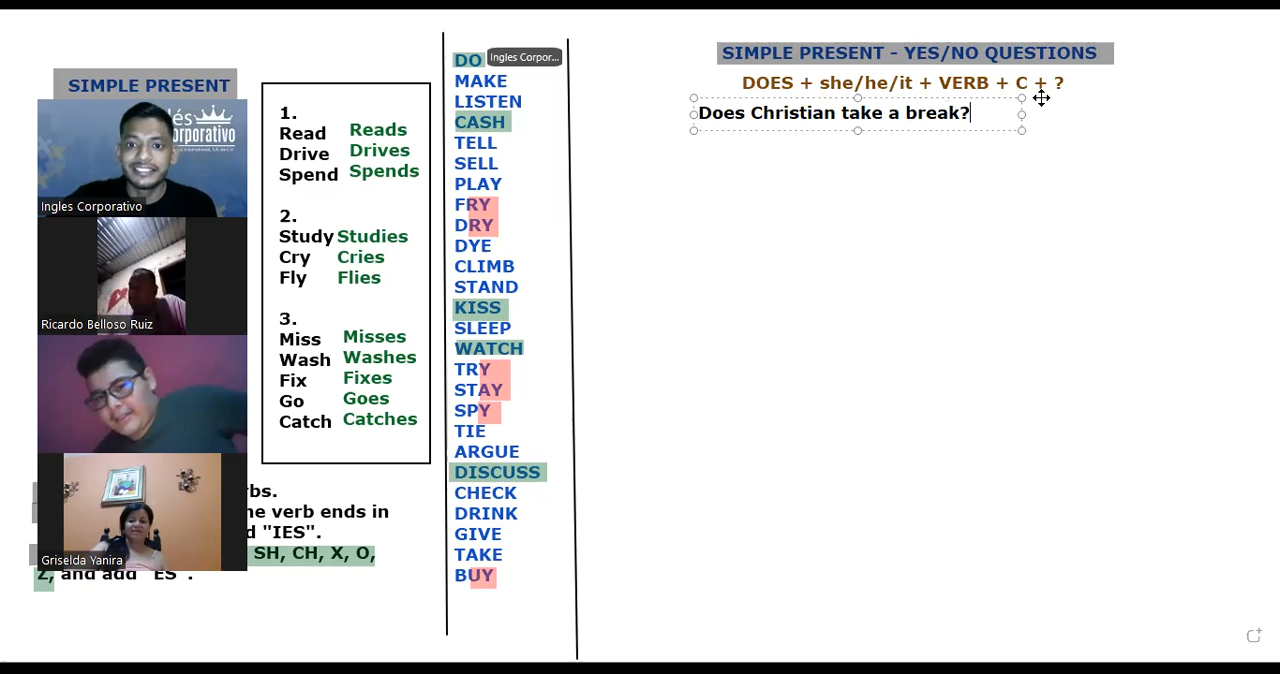 SIMPLE PRESENT
és
orporativo
Ingles Corporativo
Ricardo Belloso Ruiz
Griselda Yanira
rbs.
he verb ends in
d "IES".
SH, CH, X, O,
Z, and add "ES".
1.
Read Reads
Drive Drives
Spend Spends
2.
Study Studies
Cry Cries
Fly Flies
3.
Miss Misses
Wash Washes
Fix Fixes
Go Goes
Catch Catches
DO
Ingles Corpor...
MAKE
LISTEN
CASH
TELL
SELL
PLAY
FRY
DRY
DYE
CLIMB
STAND
KISS
SLEEP
WATCH
TRY
STAY
SPY
TIE
ARGUE
DISCUSS
CHECK
DRINK
GIVE
TAKE
BUY
SIMPLE PRESENT - YES/NO QUESTIONS
DOES + she/he/it + VERB + C + ?
Does Christian take a break?